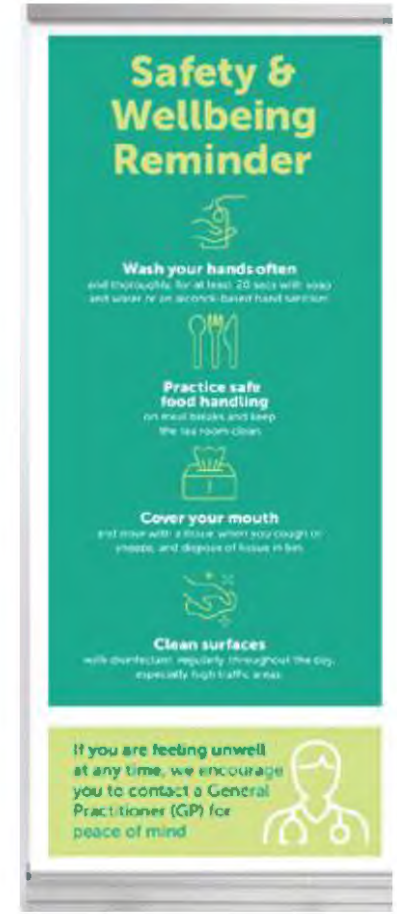 Safety &
Wellbeing
Reminder
Wash your hands often
and thoroughly, for at least 20 secs with soap
and water or an alcohol-based hand sanitiser.
Practice safe
food handling
on meal breaks and keep
the tea room clean.
Cover your mouth
and nose with a tissue when you cough or
sneeze, and dispose of tissue in bin.
Clean surfaces
with disinfectant, regularly throughout the day,
especially high traffic areas.
If you are feeling unwell
at any time, we encourage
you to contact a General
Practitioner (GP) for
peace of mind